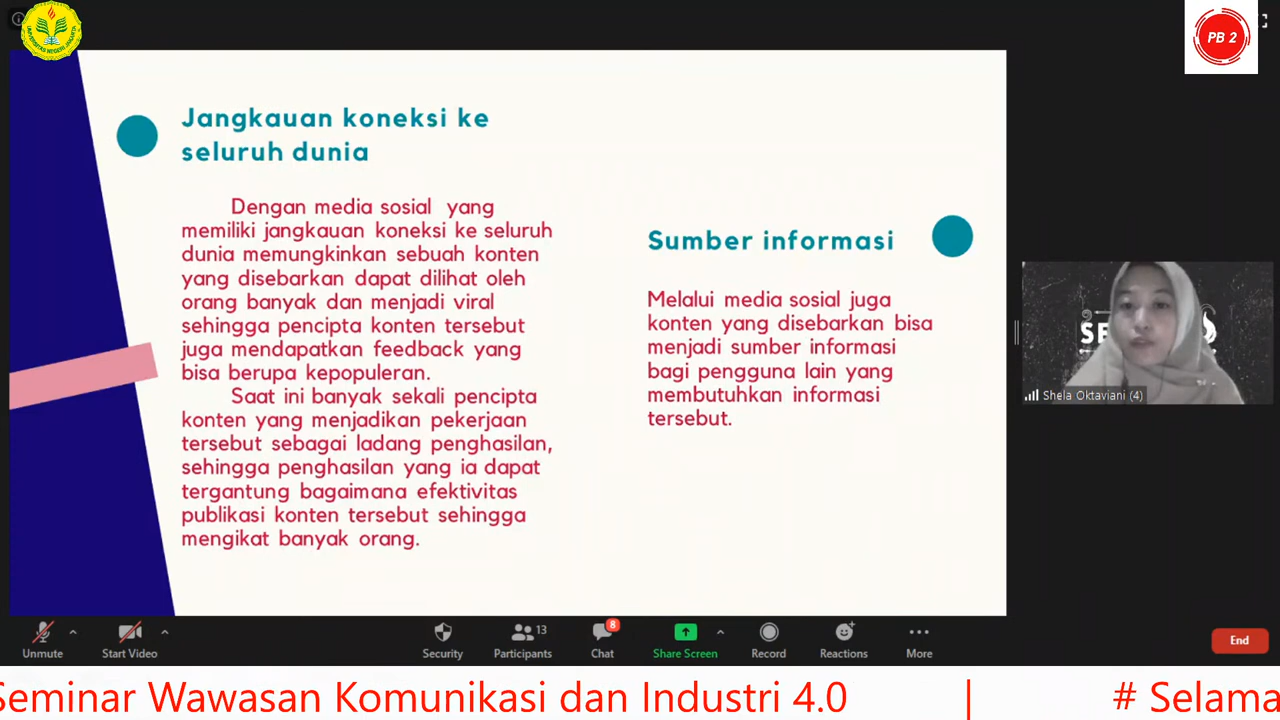 UNIVERSITAS NEGERI JAKARTA
PB 2
Jangkauan koneksi ke
seluruh dunia
Dengan media sosial yang
memiliki jangkauan koneksi ke seluruh
dunia memungkinkan sebuah konten
yang disebarkan dapat dilihat oleh
orang banyak dan menjadi viral
sehingga pencipta konten tersebut
juga mendapatkan feedback yang
bisa berupa kepopuleran.
Saat ini banyak sekali pencipta
konten yang menjadikan pekerjaan
tersebut sebagai ladang penghasilan,
sehingga penghasilan yang ia dapat
tergantung bagaimana efektivitas
publikasi konten tersebut sehingga
mengikat banyak orang.
Sumber informasi
Melalui media sosial juga
konten yang disebarkan bisa
menjadi sumber informasi
bagi pengguna lain yang
membutuhkan informasi
tersebut.
Shela Oktaviani (4)
Unmute
Start Video
Security
13
Participants
8
Chat
Share Screen
Record
Reactions
More
End
Seminar Wawasan Komunikasi dan Industri 4.0 | # Selama